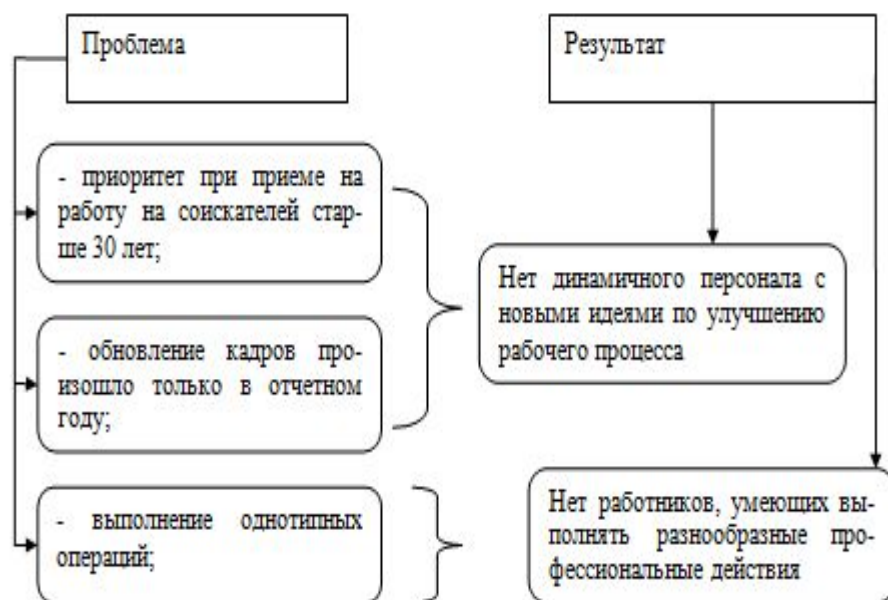 Проблема
Результат
- приоритет при приеме на
работу на соискателей стар-
ше 30 лет;
Нет динамичного персонала с
новыми идеями по улучшению
рабочего процесса
- обновление кадров про-
изошло только в отчетном
году;
- выполнение однотипных
операций;
Нет работников, умеющих вы-
полнять разнообразные про-
фессиональные действия